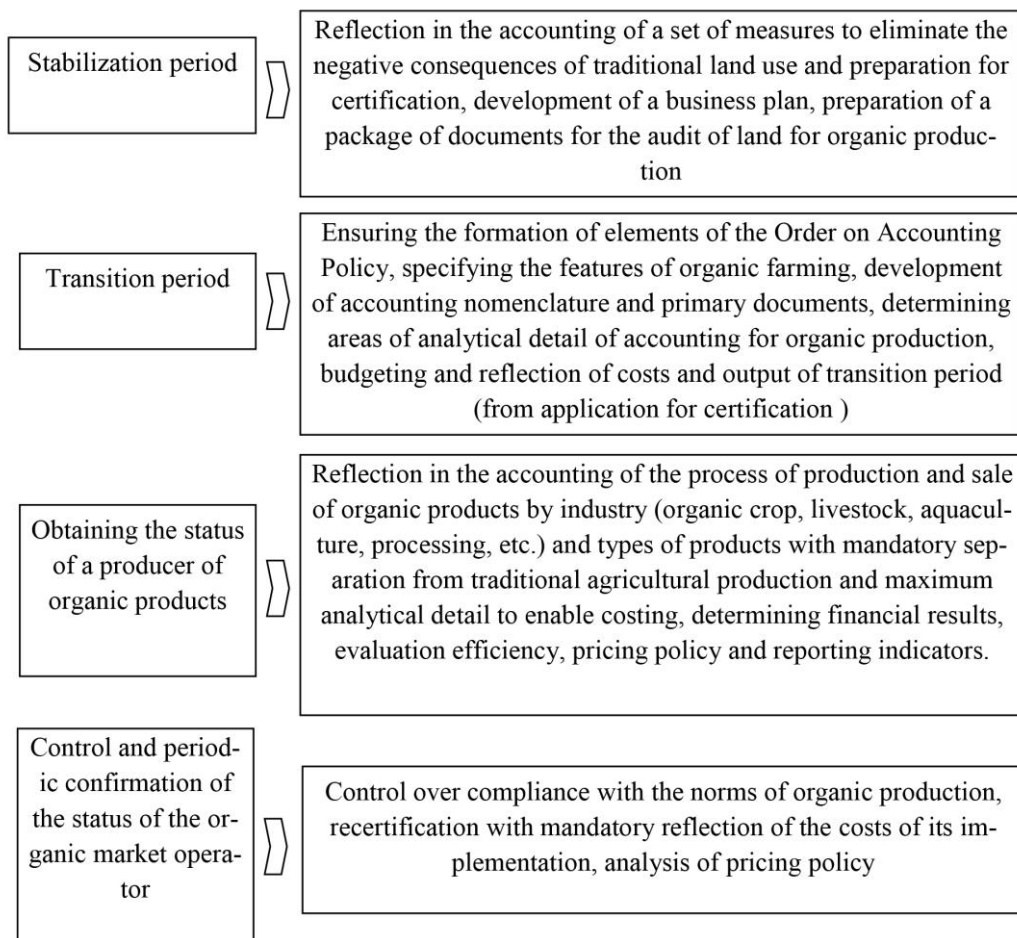 Stabilization period
Reflection in the accounting of a set of measures to eliminate the
negative consequences of traditional land use and preparation for
certification, development of a business plan, preparation of a
package of documents for the audit of land for organic produc-
tion
Transition period
Ensuring the formation of elements of the Order on Accounting
Policy, specifying the features of organic farming, development
of accounting nomenclature and primary documents, determining
areas of analytical detail of accounting for organic production,
budgeting and reflection of costs and output of transition period
(from application for certification )
Obtaining the status
of a producer of
organic products
Reflection in the accounting of the process of production and sale
of organic products by industry (organic crop, livestock, aquacul-
ture, processing, etc.) and types of products with mandatory sep-
aration from traditional agricultural production and maximum
analytical detail to enable costing, determining financial results,
evaluation efficiency, pricing policy and reporting indicators.
Control and period-
ic confirmation of
the status of the or-
ganic market opera-
tor
Control over compliance with the norms of organic production,
recertification with mandatory reflection of the costs of its im-
plementation, analysis of pricing policy